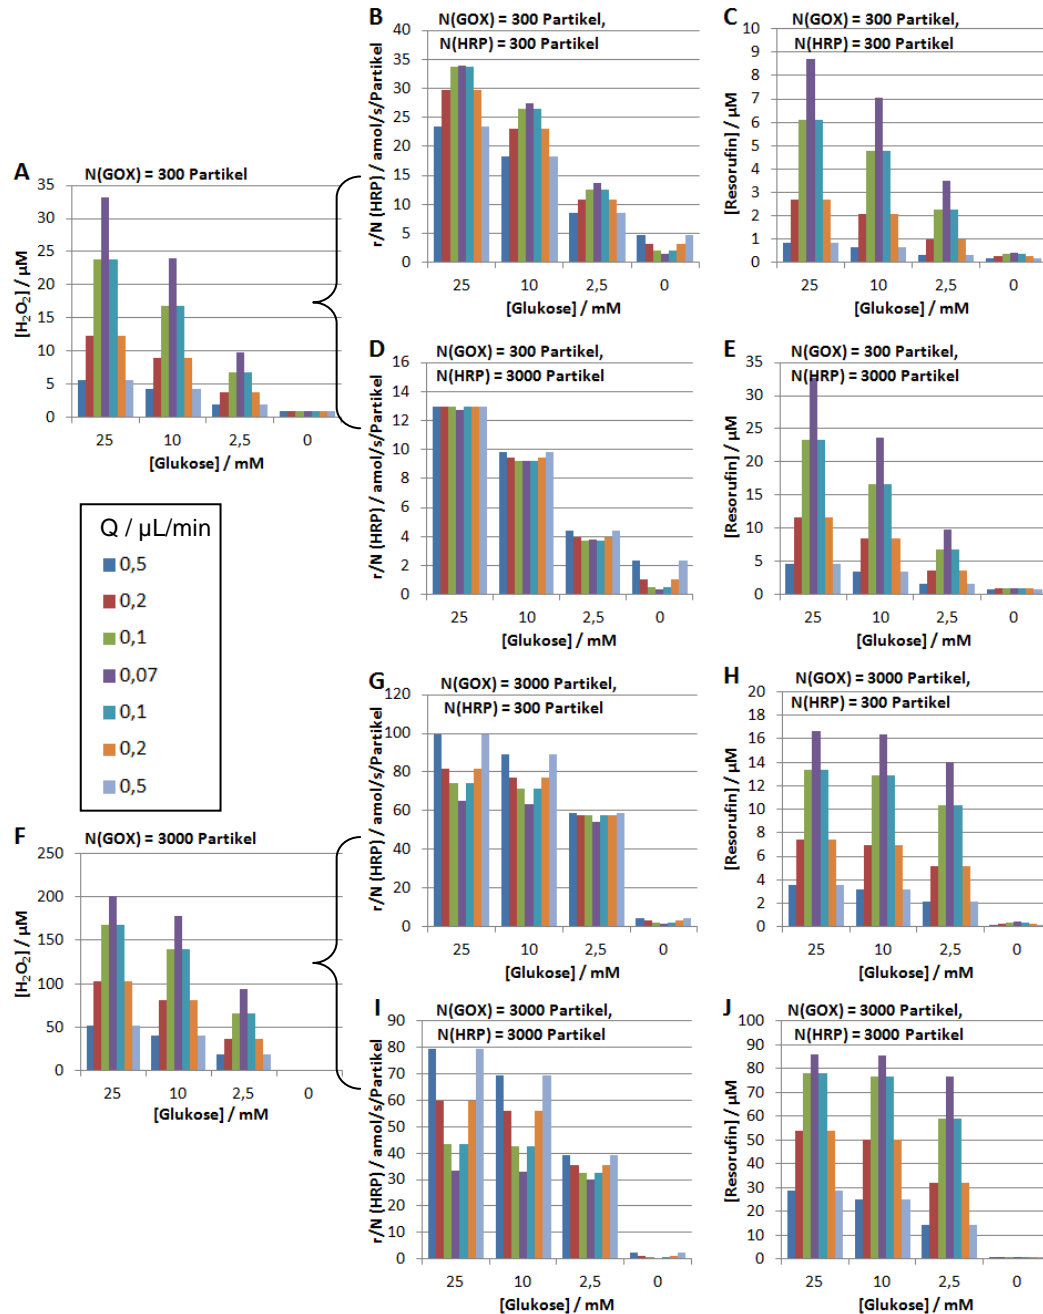 A
N(GOX) = 300 Partikel
[H₂O₂] / µM
35
30
25
20
15
10
5
0
25 10 2,5 0
[Glukose] / mM
B
N(GOX) = 300 Partikel,
N(HRP) = 300 Partikel
r/N (HRP) / amol/s/Partikel
40
35
30
25
20
15
10
5
0
25 10 2,5 0
[Glukose] / mM
C
N(GOX) = 300 Partikel,
N(HRP) = 300 Partikel
[Resorufin] / µM
10
9
8
7
6
5
4
3
2
1
0
25 10 2,5 0
[Glukose] / mM
D
N(GOX) = 300 Partikel,
N(HRP) = 3000 Partikel
r/N (HRP) / amol/s/Partikel
16
14
12
10
8
6
4
2
0
25 10 2,5 0
[Glukose] / mM
E
N(GOX) = 300 Partikel,
N(HRP) = 3000 Partikel
[Resorufin] / µM
35
30
25
20
15
10
5
0
25 10 2,5 0
[Glukose] / mM
Q / µL/min
0,5
0,2
0,1
0,07
0,1
0,2
0,5
F
N(GOX) = 3000 Partikel
[H₂O₂] / µM
250
200
150
100
50
0
25 10 2,5 0
[Glukose] / mM
G
N(GOX) = 3000 Partikel,
N(HRP) = 300 Partikel
r/N (HRP) / amol/s/Partikel
120
100
80
60
40
20
0
25 10 2,5 0
[Glukose] / mM
H
N(GOX) = 3000 Partikel,
N(HRP) = 300 Partikel
[Resorufin] / µM
20
18
16
14
12
10
8
6
4
2
0
25 10 2,5 0
[Glukose] / mM
I
N(GOX) = 3000 Partikel,
N(HRP) = 3000 Partikel
r/N (HRP) / amol/s/Partikel
90
80
70
60
50
40
30
20
10
0
25 10 2,5 0
[Glukose] / mM
J
N(GOX) = 3000 Partikel,
N(HRP) = 3000 Partikel
[Resorufin] / µM
100
90
80
70
60
50
40
30
20
10
0
25 10 2,5 0
[Glukose] / mM